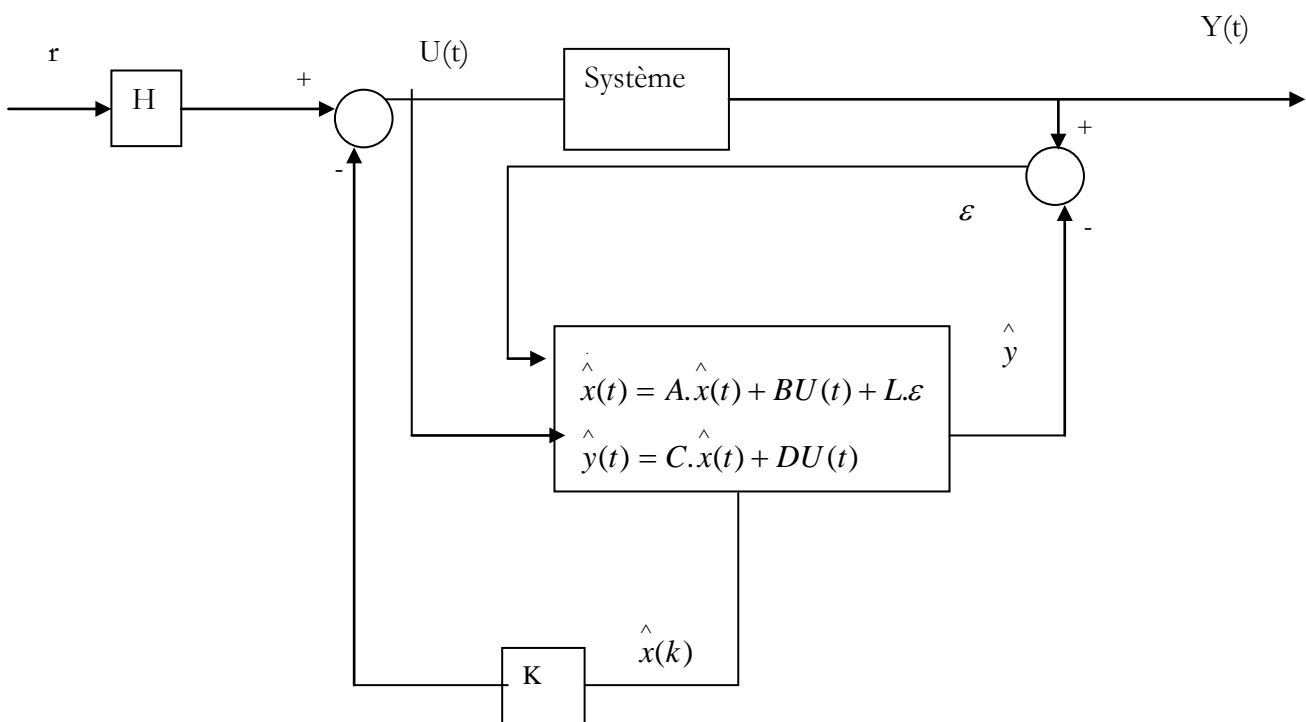 Y(t)
r
U(t)
Système
H
+
+
-
ε
-
ŷ
x̂̇(t) = A.x̂(t) + BU(t) + L.ε
ŷ(t) = C.x̂(t) + DU(t)
x̂(k)
K